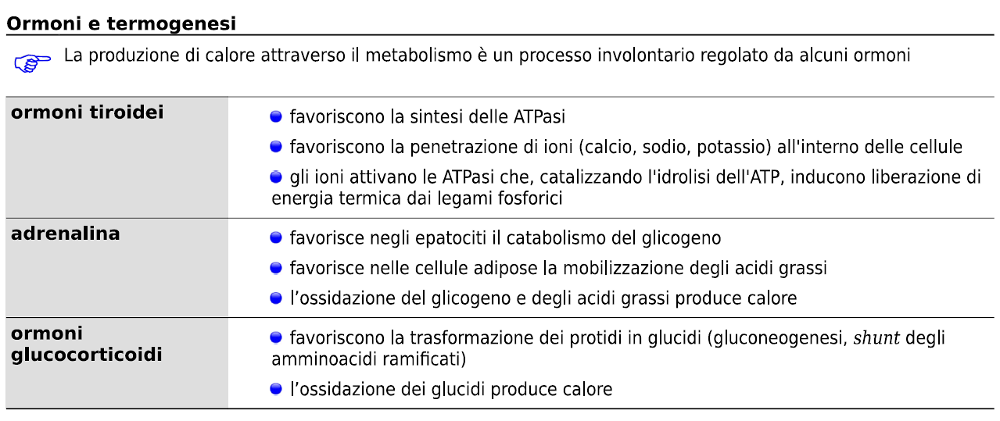 Ormoni e termogenesi
La produzione di calore attraverso il metabolismo è un processo involontario regolato da alcuni ormoni
ormoni tiroidei
favoriscono la sintesi delle ATPasi
favoriscono la penetrazione di ioni (calcio, sodio, potassio) all'interno delle cellule
gli ioni attivano le ATPasi che, catalizzando l'idrolisi dell'ATP, inducono liberazione di
energia termica dai legami fosforici
adrenalina
favorisce negli epatociti il catabolismo del glicogeno
favorisce nelle cellule adipose la mobilizzazione degli acidi grassi
l’ossidazione del glicogeno e degli acidi grassi produce calore
ormoni
glucocorticoidi
favoriscono la trasformazione dei protidi in glucidi (gluconeogenesi, shunt degli
amminoacidi ramificati)
l’ossidazione dei glucidi produce calore